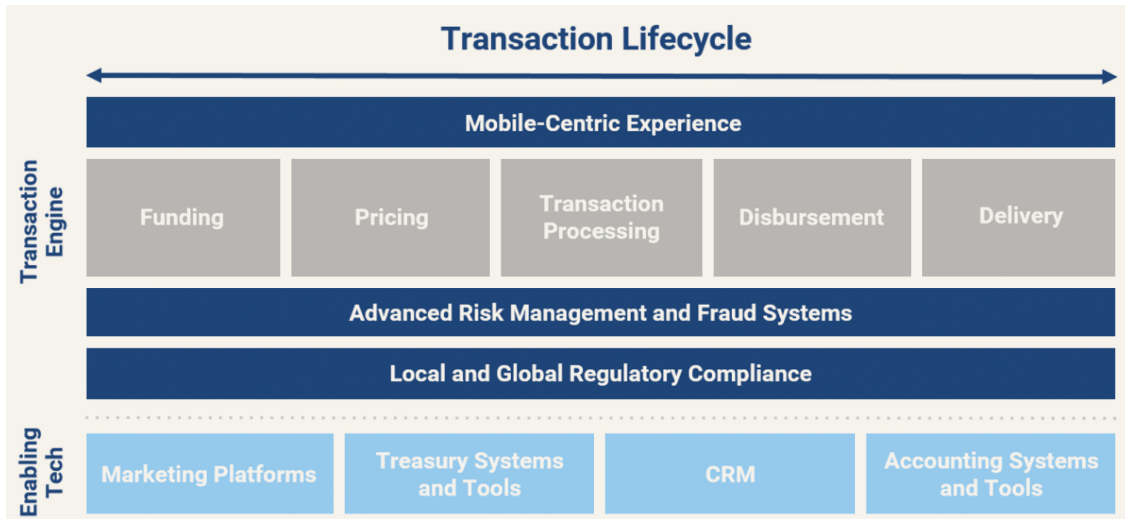 Transaction Lifecycle
Mobile-Centric Experience
Transaction
Engine
Funding
Pricing
Transaction
Processing
Disbursement
Delivery
Advanced Risk Management and Fraud Systems
Local and Global Regulatory Compliance
Enabling
Tech
Marketing Platforms
Treasury Systems
and Tools
CRM
Accounting Systems
and Tools